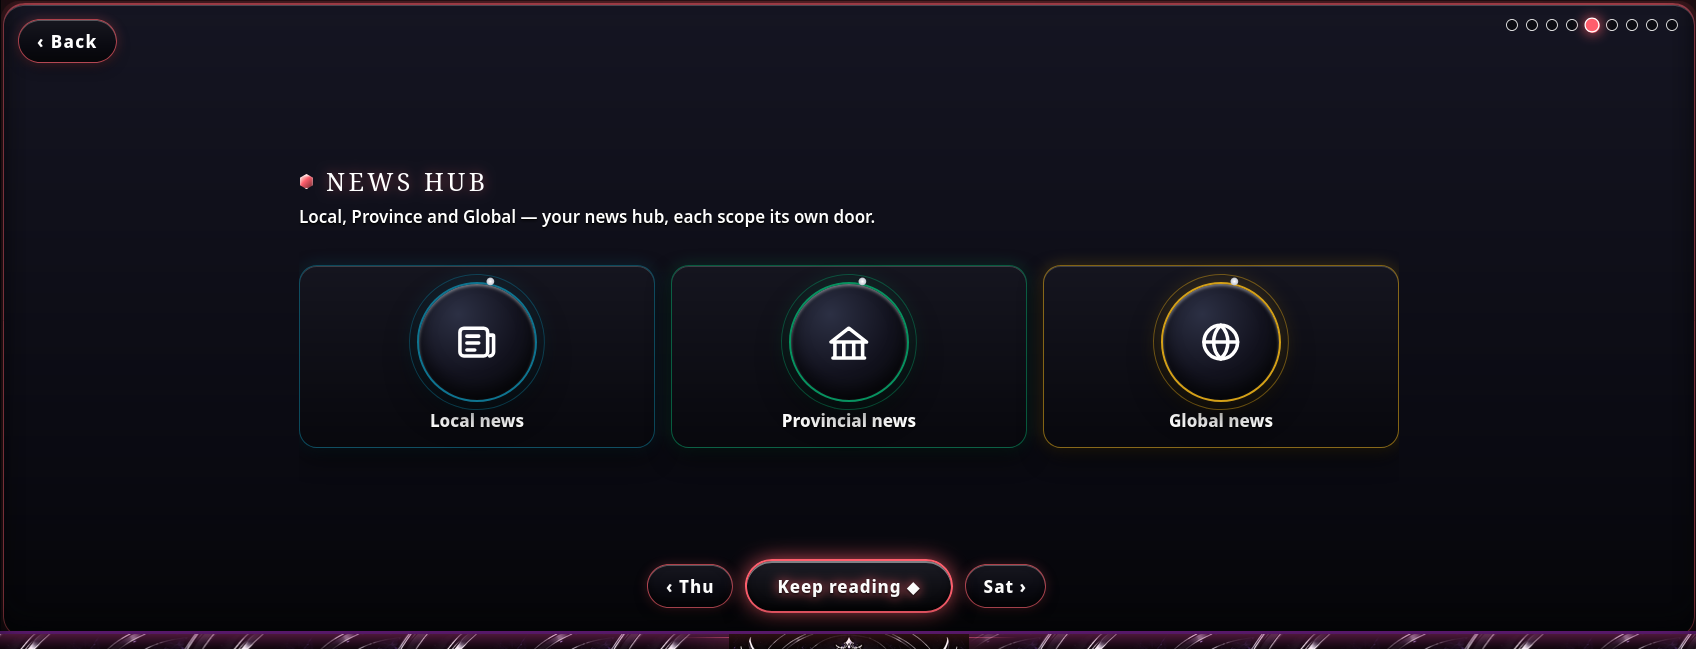 ‹ Back
NEWS HUB
Local, Province and Global — your news hub, each scope its own door.
Local news
Provincial news
Global news
‹ Thu
Keep reading ◆
Sat ›